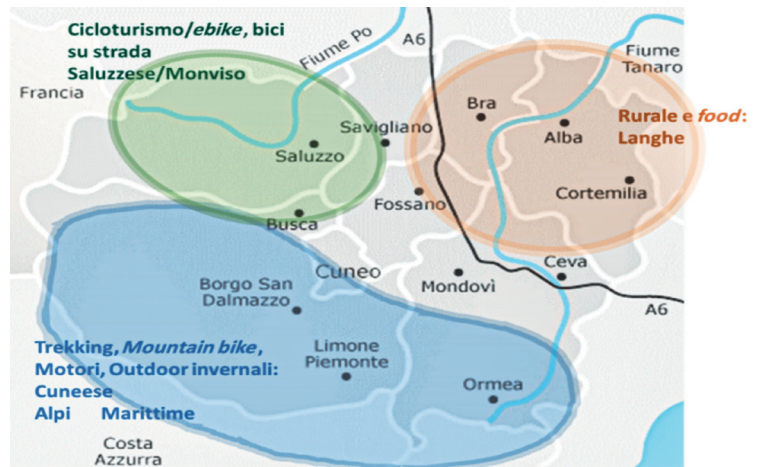 Cicloturismo/ebike, bici
su strada
Saluzzese/Monviso
Fiume Po
A6
Fiume
Tanaro
Francia
Bra
Rurale e food:
Langhe
Savigliano
Alba
Saluzzo
Cortemilia
Fossano
Busca
Ceva
Cuneo
Mondovì
Borgo San
Dalmazzo
A6
Trekking, Mountain bike,
Motori, Outdoor invernali:
Cuneese
Alpi Marittime
Limone
Piemonte
Ormea
Costa
Azzurra